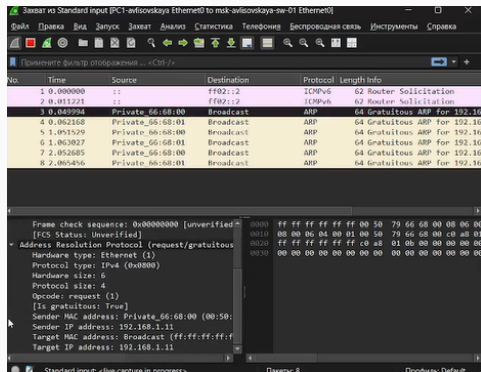 Захват из Standard input [PC1-avlisovskaya Ethernet0 to msk-avlisovskaya-sw-01 Ethernet0]
Файл Правка Вид Запуск Захват Анализ Статистика Телефония Беспроводная связь Инструменты Справка
Примените фильтр отображения … <Ctrl-/>
No. Time Source Destination Protocol Length Info
1 0.000000 :: ff02::2 ICMPv6 62 Router Solicitation
2 0.011221 :: ff02::2 ICMPv6 62 Router Solicitation
3 0.049994 Private_66:68:00 Broadcast ARP 64 Gratuitous ARP for 192.16
4 0.062168 Private_66:68:01 Broadcast ARP 64 Gratuitous ARP for 192.16
5 1.051529 Private_66:68:00 Broadcast ARP 64 Gratuitous ARP for 192.16
6 1.063027 Private_66:68:01 Broadcast ARP 64 Gratuitous ARP for 192.16
7 2.052685 Private_66:68:00 Broadcast ARP 64 Gratuitous ARP for 192.16
8 2.065456 Private_66:68:01 Broadcast ARP 64 Gratuitous ARP for 192.16
Frame check sequence: 0x00000000 [unverified
[FCS Status: Unverified]
Address Resolution Protocol (request/gratuitous
Hardware type: Ethernet (1)
Protocol type: IPv4 (0x0800)
Hardware size: 6
Protocol size: 4
Opcode: request (1)
[Is gratuitous: True]
Sender MAC address: Private_66:68:00 (00:50:
Sender IP address: 192.168.1.11
Target MAC address: Broadcast (ff:ff:ff:ff:f
Target IP address: 192.168.1.11
0000 ff ff ff ff ff ff 00 50 79 66 68 00 08 06 00
0010 08 00 06 04 00 01 00 50 79 66 68 00 c0 a8 01
0020 ff ff ff ff ff ff c0 a8 01 0b 00 00 00 00 00
0030 00 00 00 00 00 00 00 00 00 00 00 00 00 00 00
Standard input: <live capture in progress> Пакеты: 8 Профиль: Default